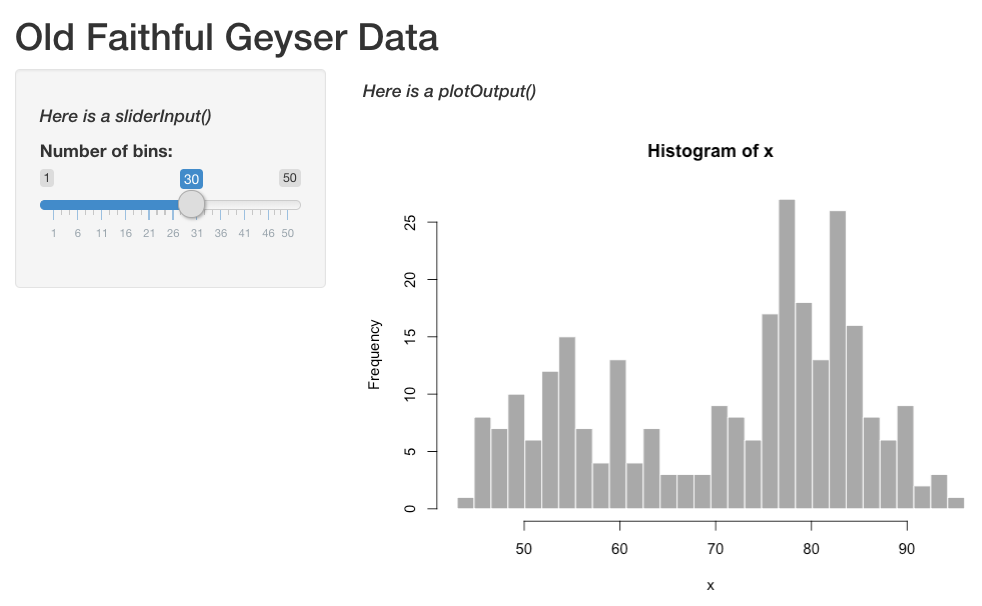 Old Faithful Geyser Data
Here is a sliderInput()
Number of bins:
1 30 50
1 6 11 16 21 26 31 36 41 46 50
Here is a plotOutput()
Histogram of x
Frequency
25
20
15
10
5
0
50 60 70 80 90
x